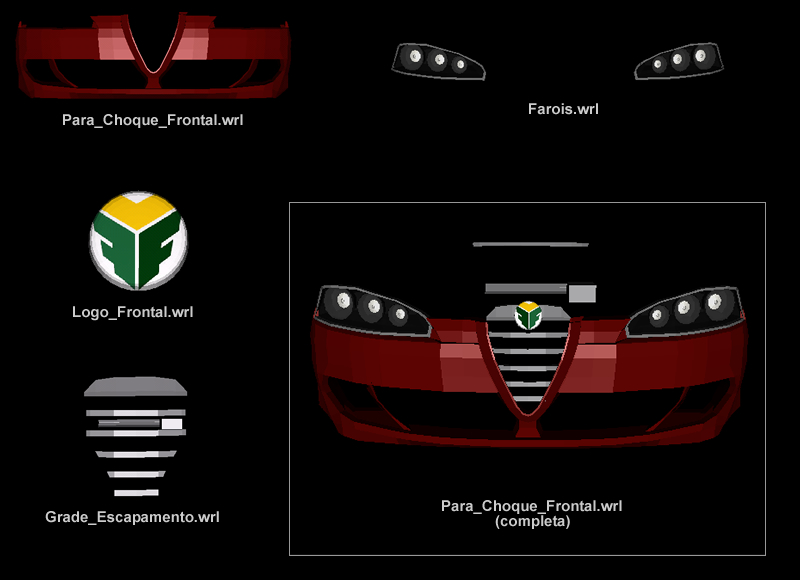 Para_Choque_Frontal.wrl
Farois.wrl
Logo_Frontal.wrl
Grade_Escapamento.wrl
Para_Choque_Frontal.wrl
(completa)